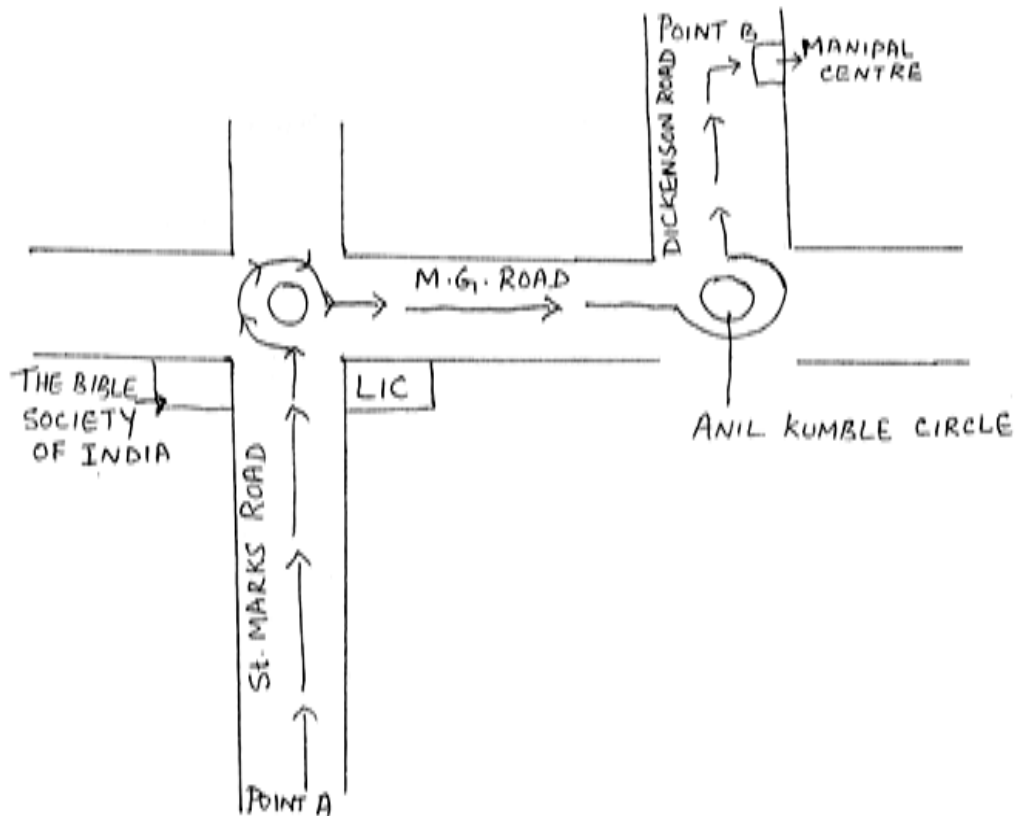 POINT B
MANIPAL
CENTRE
DICKENSON ROAD
M.G. ROAD
THE BIBLE
SOCIETY
OF INDIA
LIC
ANIL KUMBLE CIRCLE
St. MARKS ROAD
POINT A